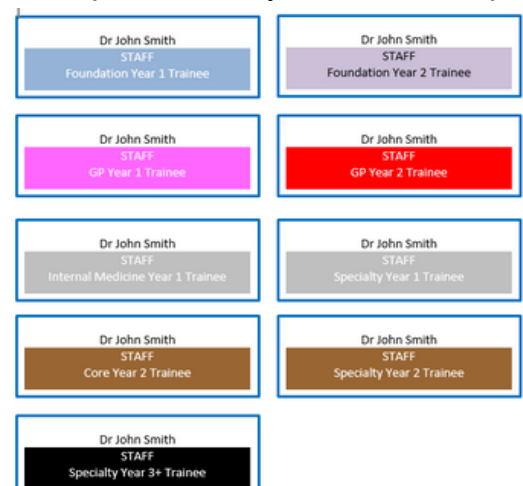 Dr John Smith
STAFF
Foundation Year 1 Trainee
Dr John Smith
STAFF
Foundation Year 2 Trainee
Dr John Smith
STAFF
GP Year 1 Trainee
Dr John Smith
STAFF
GP Year 2 Trainee
Dr John Smith
STAFF
Internal Medicine Year 1 Trainee
Dr John Smith
STAFF
Specialty Year 1 Trainee
Dr John Smith
STAFF
Core Year 2 Trainee
Dr John Smith
STAFF
Specialty Year 2 Trainee
Dr John Smith
STAFF
Specialty Year 3+ Trainee